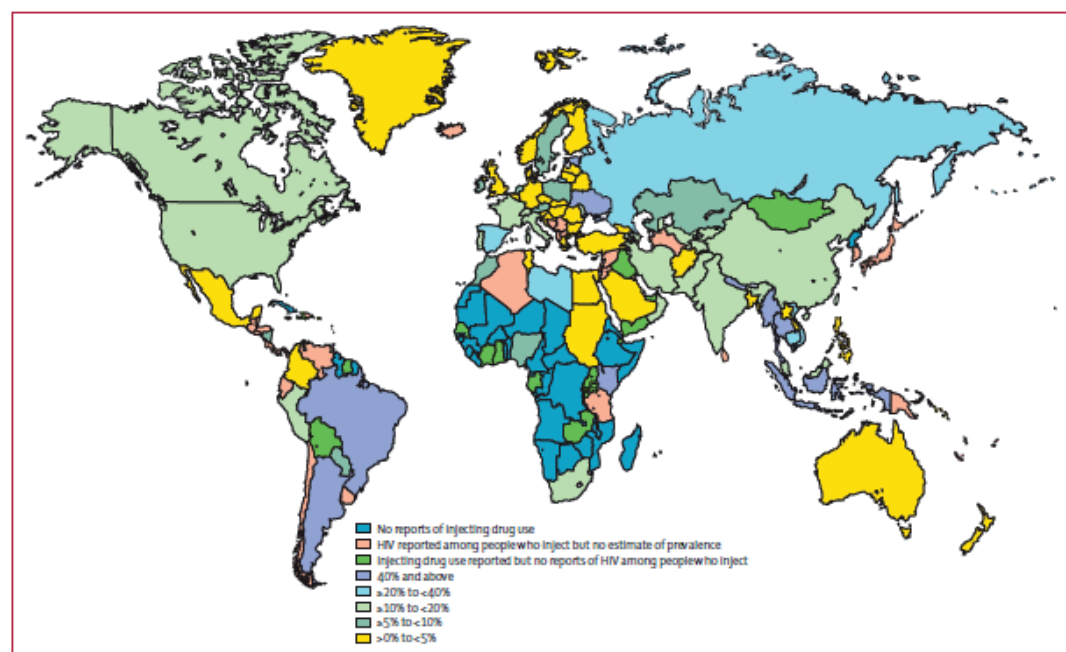 No reports of injecting drug use
HIV reported among people who inject but no estimate of prevalence
Injecting drug use reported but no reports of HIV among people who inject
40% and above
≥20% to <40%
≥10% to <20%
≥5% to <10%
>0% to <5%